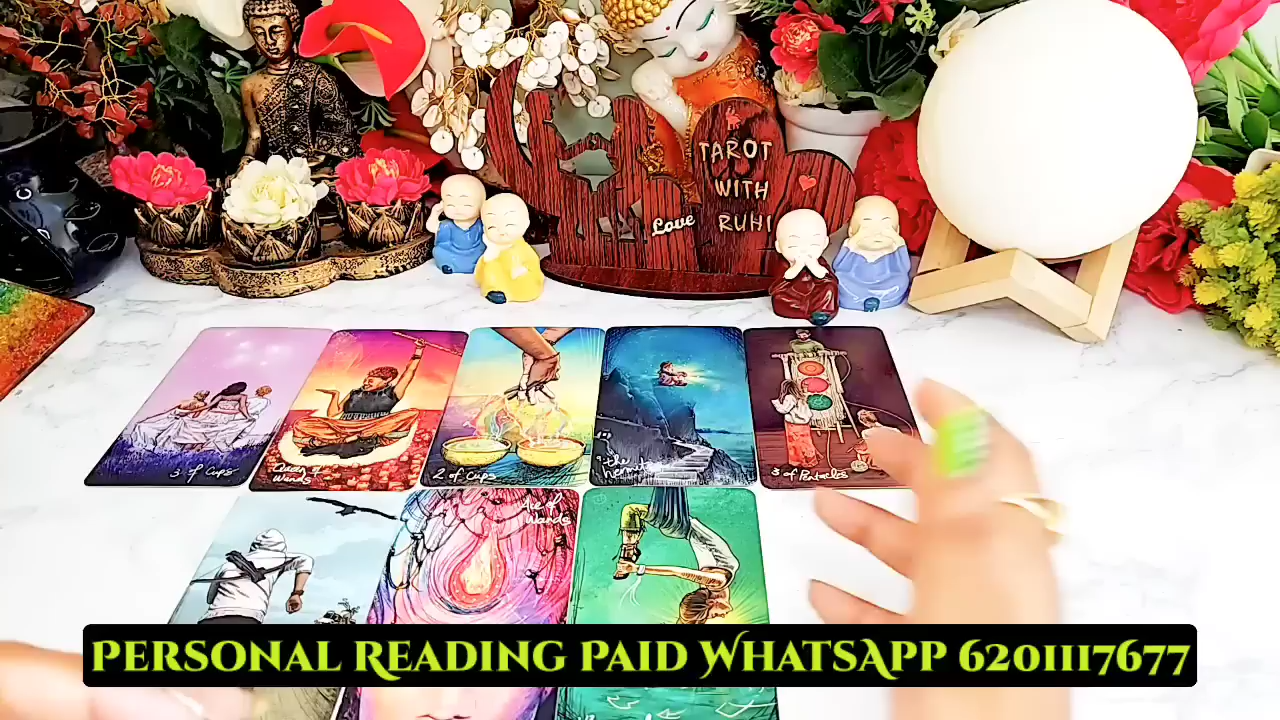 TAROT
WITH
RUHI
Love
3 of Cups
Queen of
Wands
2 of Cups
the
hermit
3 of Pentacles
Ace of
Wands
PERSONAL READING PAID WHATSAPP 6201117677